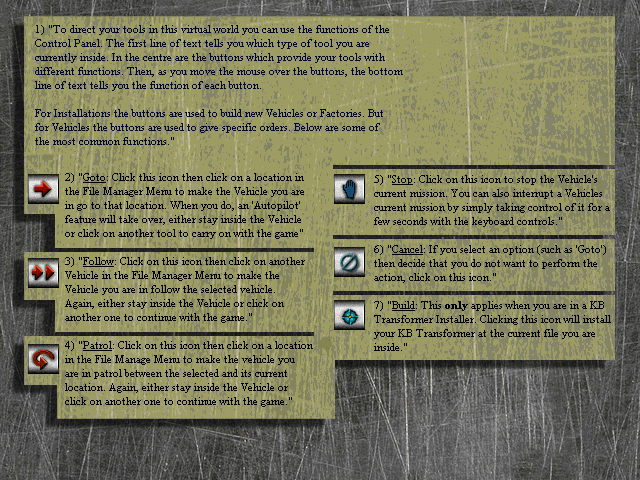 1) "To direct your tools in this virtual world you can use the functions of the
Control Panel. The first line of text tells you which type of tool you are
currently inside. In the centre are the buttons which provide your tools with
different functions. Then, as you move the mouse over the buttons, the bottom
line of text tells you the function of each button.
For Installations the buttons are used to build new Vehicles or Factories. But
for Vehicles the buttons are used to give specific orders. Below are some of
the most common functions."
2) "Goto: Click this icon then click on a location in
the File Manager Menu to make the Vehicle you are
in go to that location. When you do, an 'Autopilot'
feature will take over, either stay inside the Vehicle
or click on another tool to carry on with the game"
3) "Follow: Click on this icon then click on another
Vehicle in the File Manager Menu to make the
Vehicle you are in follow the selected vehicle.
Again, either stay inside the Vehicle or click on
another one to continue with the game."
4) "Patrol: Click on this icon then click on a location
in the File Manage Menu to make the vehicle you
are in patrol between the selected and its current
location. Again, either stay inside the Vehicle or
click on another one to continue with the game."
5) "Stop: Click on this icon to stop the Vehicle's
current mission. You can also interrupt a Vehicles
current mission by simply taking control of it for a
few seconds with the keyboard controls."
6) "Cancel: If you select an option (such as 'Goto')
then decide that you do not want to perform the
action, click on this icon."
7) "Build: This only applies when you are in a KB
Transformer Installer. Clicking this icon will install
your KB Transformer at the current file you are
inside."